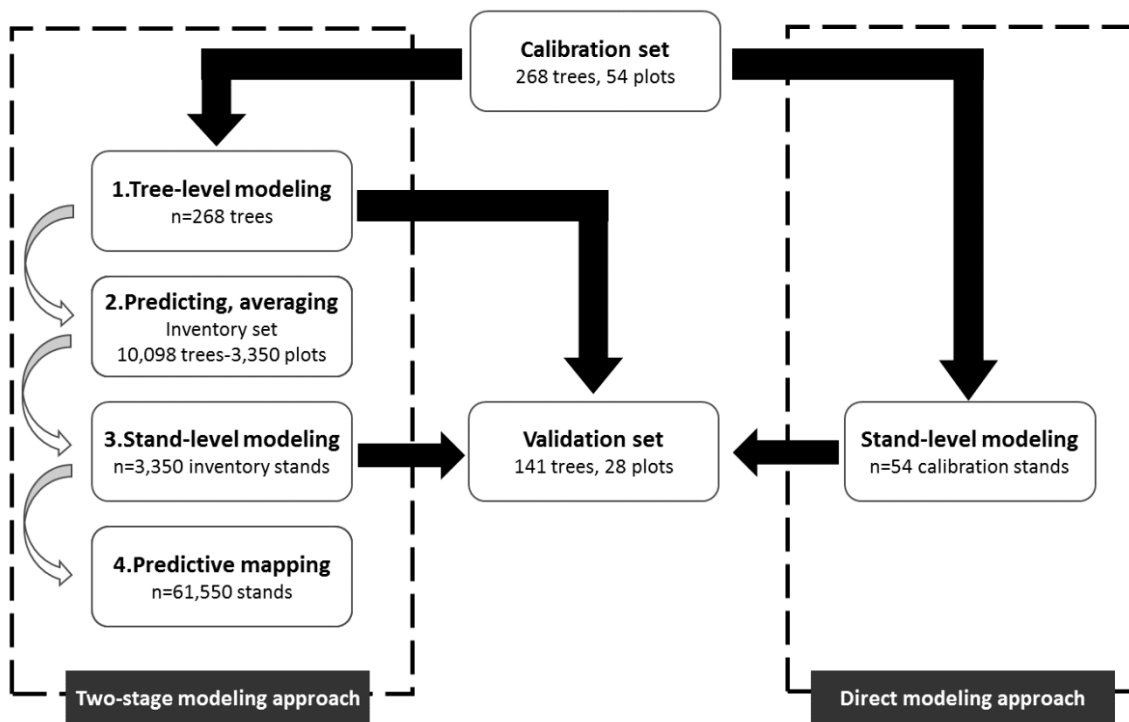 Calibration set
268 trees, 54 plots
1.Tree-level modeling
n=268 trees
2.Predicting, averaging
Inventory set
10,098 trees-3,350 plots
3.Stand-level modeling
n=3,350 inventory stands
Validation set
141 trees, 28 plots
Stand-level modeling
n=54 calibration stands
4.Predictive mapping
n=61,550 stands
Two-stage modeling approach
Direct modeling approach